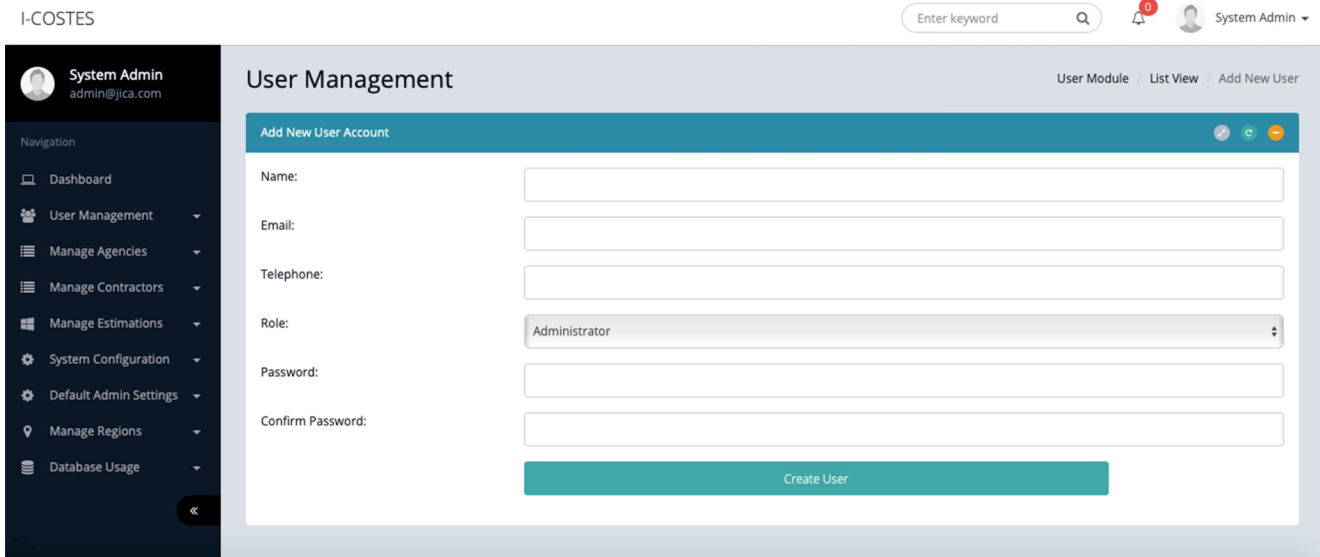 I-COSTES
Enter keyword
0
System Admin
System Admin
admin@jica.com
Navigation
Dashboard
User Management
Manage Agencies
Manage Contractors
Manage Estimations
System Configuration
Default Admin Settings
Manage Regions
Database Usage
User Management
User Module / List View / Add New User
Add New User Account
Name:
Email:
Telephone:
Role:
Administrator
Password:
Confirm Password:
Create User